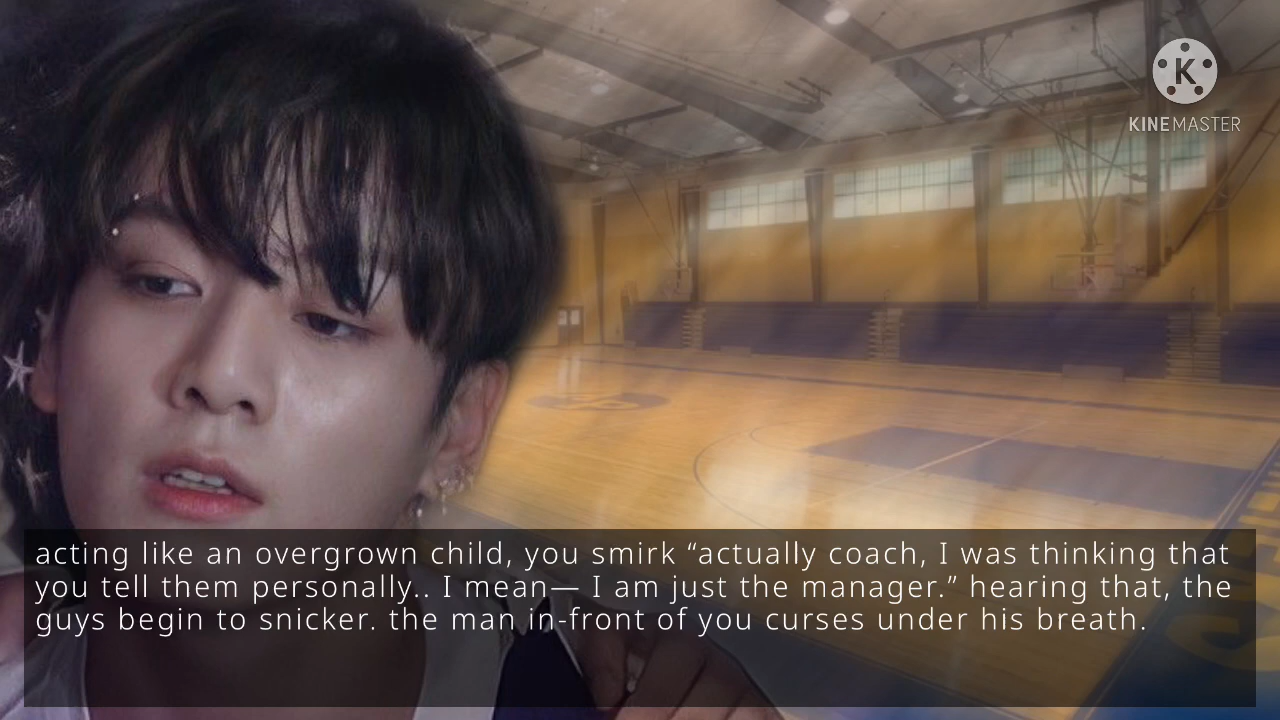 KINEMASTER
acting like an overgrown child, you smirk “actually coach, I was thinking that
you tell them personally.. I mean— I am just the manager.” hearing that, the
guys begin to snicker. the man in-front of you curses under his breath.